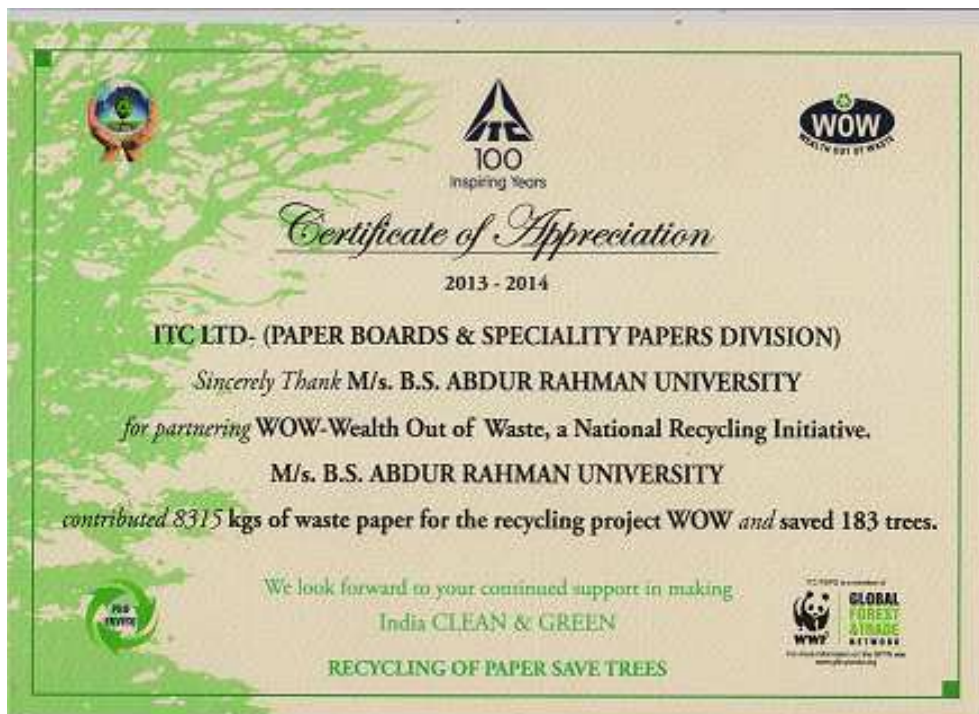 ITC
100
Inspiring Years
WOW
WEALTH OUT OF WASTE
Certificate of Appreciation
2013 - 2014
ITC LTD- (PAPER BOARDS & SPECIALITY PAPERS DIVISION)
Sincerely Thank M/s. B.S. ABDUR RAHMAN UNIVERSITY
for partnering WOW-Wealth Out of Waste, a National Recycling Initiative.
M/s. B.S. ABDUR RAHMAN UNIVERSITY
contributed 8315 kgs of waste paper for the recycling project WOW and saved 183 trees.
We look forward to your continued support in making
India CLEAN & GREEN
RECYCLING OF PAPER SAVE TREES
WWF
GLOBAL
FOREST
& TRADE
NETWORK